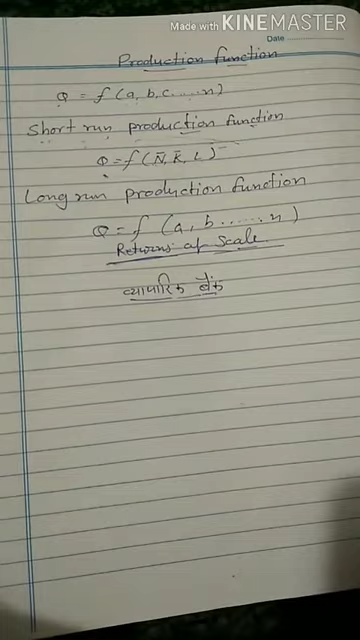 Made with KINEMASTER
Date
Production function
Q = f (a, b, c.....n)
Short run production function
Q = f (N̄, K̄, L)
Long run production function
Q = f (a, b ...... n)
Returns of Scale
व्यापारिक बैंक